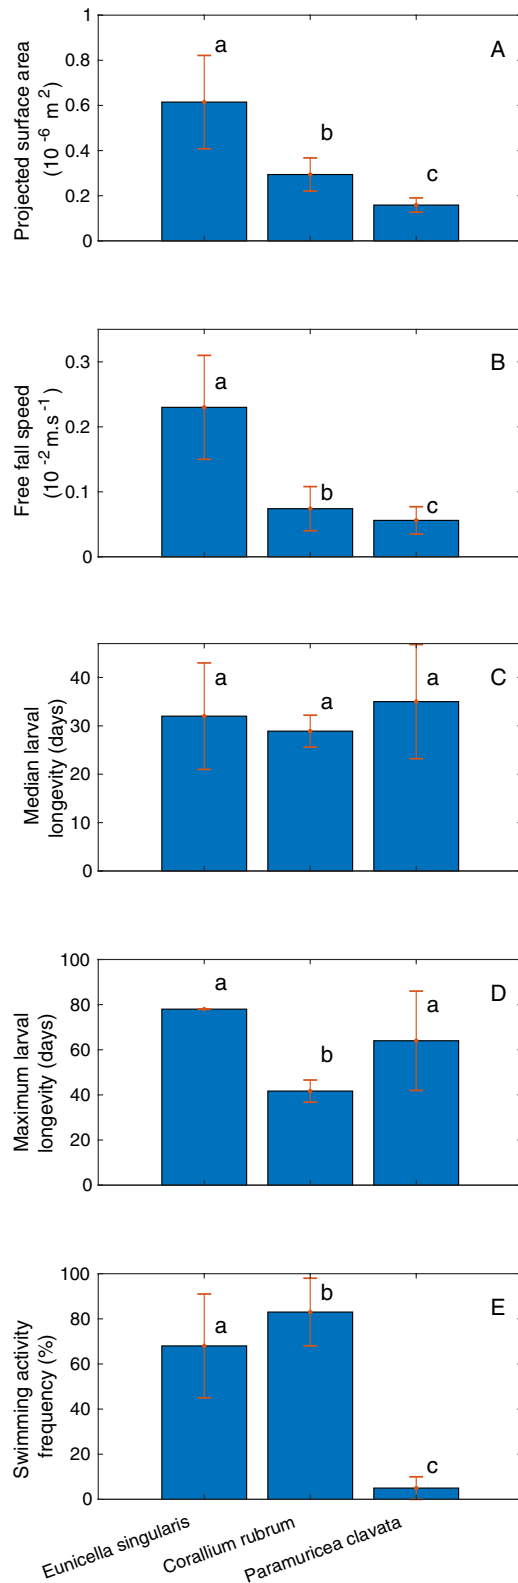 Projected surface area
(10⁻⁶ m²)
1
0.8
0.6
0.4
0.2
0
a
b
c
A
Free fall speed
(10⁻² m.s⁻¹)
0.3
0.2
0.1
0
a
b
c
B
Median larval
longevity (days)
40
30
20
10
0
a
a
a
C
Maximum larval
longevity (days)
100
80
60
40
20
0
a
b
a
D
Swimming activity
frequency (%)
100
80
60
40
20
0
a
b
c
E
Eunicella singularis
Corallium rubrum
Paramuricea clavata